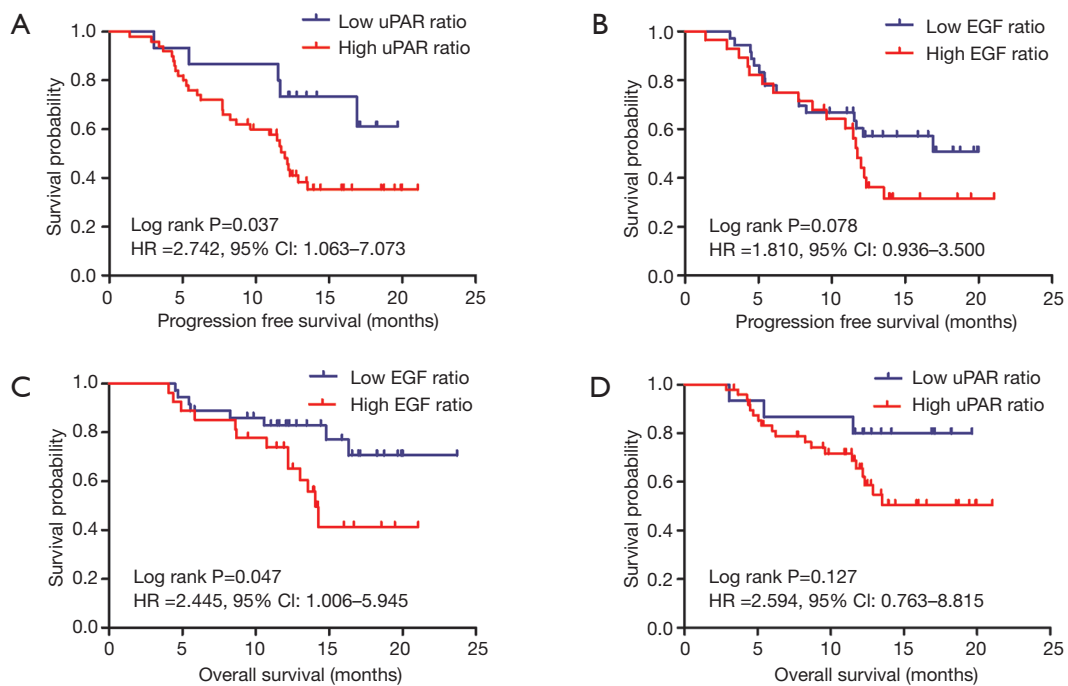 A
Low uPAR ratio
High uPAR ratio
1.0
0.8
0.6
0.4
0.2
0.0
Survival probability
Log rank P=0.037
HR =2.742, 95% CI: 1.063–7.073
0 5 10 15 20 25
Progression free survival (months)
B
Low EGF ratio
High EGF ratio
1.0
0.8
0.6
0.4
0.2
0.0
Survival probability
Log rank P=0.078
HR =1.810, 95% CI: 0.936–3.500
0 5 10 15 20 25
Progression free survival (months)
C
Low EGF ratio
High EGF ratio
1.0
0.8
0.6
0.4
0.2
0.0
Survival probability
Log rank P=0.047
HR =2.445, 95% CI: 1.006–5.945
0 5 10 15 20 25
Overall survival (months)
D
Low uPAR ratio
High uPAR ratio
1.0
0.8
0.6
0.4
0.2
0.0
Survival probability
Log rank P=0.127
HR =2.594, 95% CI: 0.763–8.815
0 5 10 15 20 25
Overall survival (months)